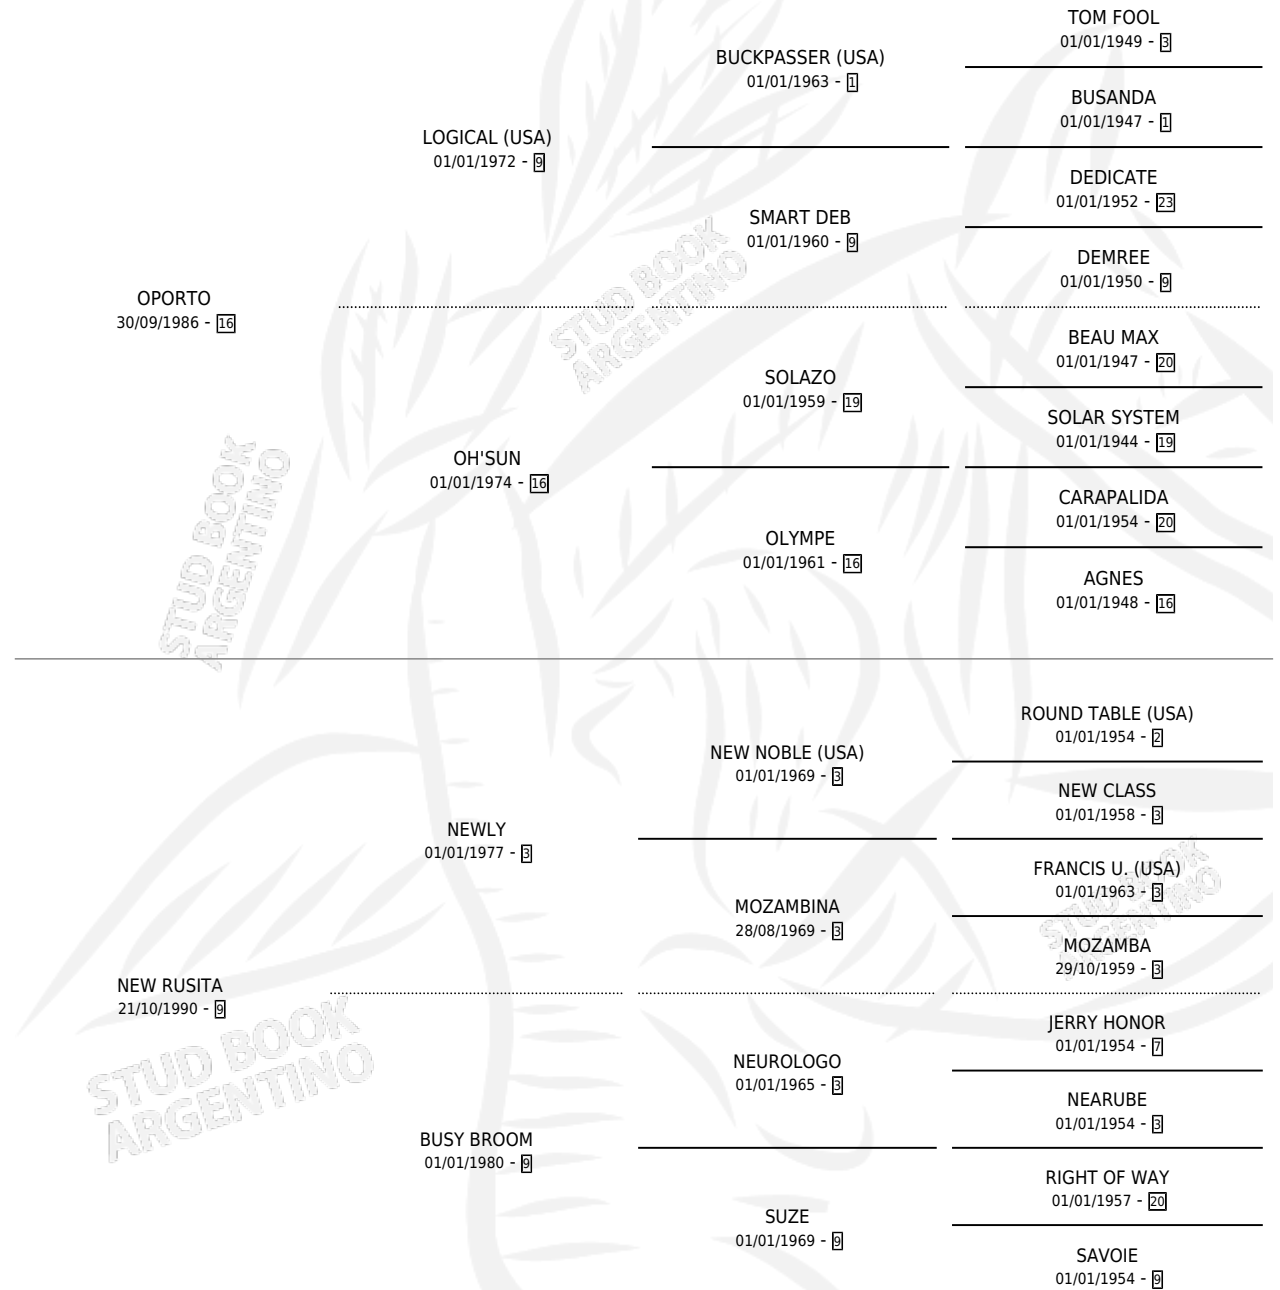 TOM FOOL
01/01/1949 - 3
BUCKPASSER (USA)
01/01/1963 - 1
BUSANDA
01/01/1947 - 1
LOGICAL (USA)
01/01/1972 - 9
DEDICATE
01/01/1952 - 23
SMART DEB
01/01/1960 - 9
DEMREE
01/01/1950 - 9
OPORTO
30/09/1986 - 16
STUD BOOK
ARGENTINO
BEAU MAX
01/01/1947 - 20
SOLAZO
01/01/1959 - 19
SOLAR SYSTEM
01/01/1944 - 19
OH'SUN
01/01/1974 - 16
CARAPALIDA
01/01/1954 - 20
OLYMPE
01/01/1961 - 16
AGNES
01/01/1948 - 16
STUD BOOK
ARGENTINO
ROUND TABLE (USA)
01/01/1954 - 2
NEW NOBLE (USA)
01/01/1969 - 3
NEW CLASS
01/01/1958 - 3
NEWLY
01/01/1977 - 3
FRANCIS U. (USA)
01/01/1963 - 3
MOZAMBINA
28/08/1969 - 3
MOZAMBA
29/10/1959 - 3
STUD BOOK
ARGENTINO
NEW RUSITA
21/10/1990 - 9
JERRY HONOR
01/01/1954 - 7
NEUROLOGO
01/01/1965 - 3
NEARUBE
01/01/1954 - 3
STUD BOOK
ARGENTINO
BUSY BROOM
01/01/1980 - 9
RIGHT OF WAY
01/01/1957 - 20
SUZE
01/01/1969 - 9
SAVOIE
01/01/1954 - 9